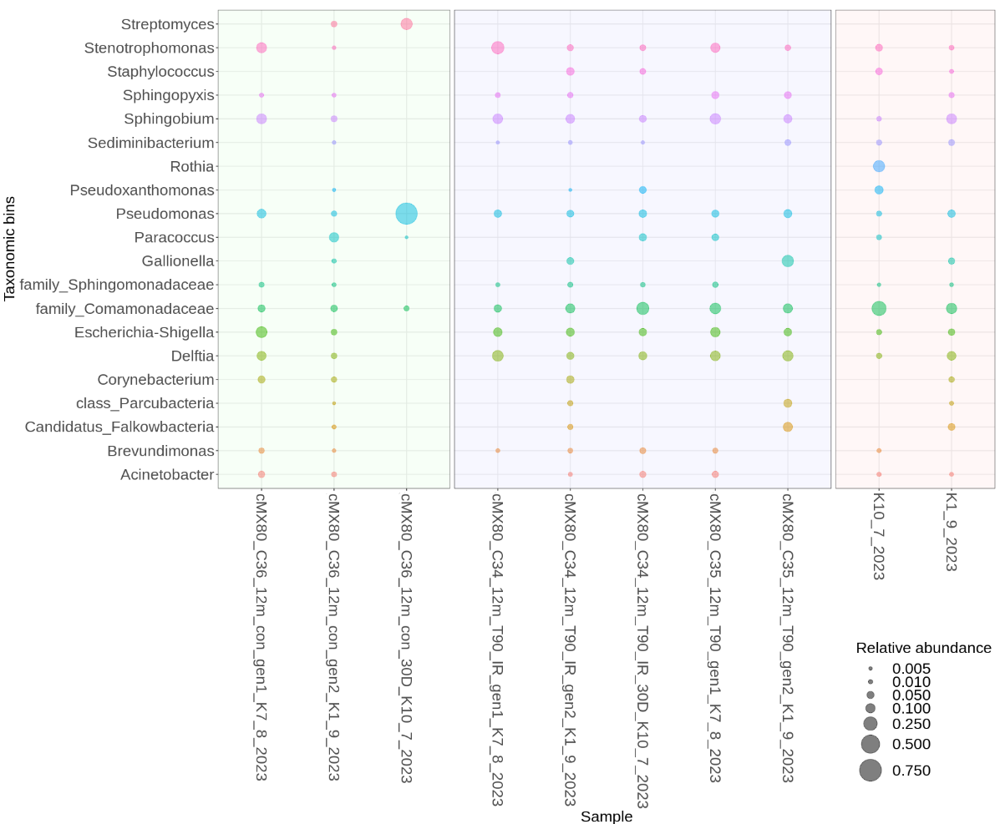 Streptomyces
Stenotrophomonas
Staphylococcus
Sphingopyxis
Sphingobium
Sediminibacterium
Rothia
Pseudoxanthomonas
Pseudomonas
Paracoccus
Gallionella
family_Sphingomonadaceae
family_Comamonadaceae
Escherichia-Shigella
Delftia
Corynebacterium
class_Parcubacteria
Candidatus_Falkowbacteria
Brevundimonas
Acinetobacter
Taxonomic bins
cMX80_C36_12m_con_gen1_K7_8_2023
cMX80_C36_12m_con_gen2_K1_9_2023
cMX80_C36_12m_con_30D_K10_7_2023
cMX80_C34_12m_T90_IR_gen1_K7_8_2023
cMX80_C34_12m_T90_IR_gen2_K1_9_2023
cMX80_C34_12m_T90_IR_30D_K10_7_2023
cMX80_C35_12m_T90_gen1_K7_8_2023
cMX80_C35_12m_T90_gen2_K1_9_2023
K10_7_2023
K1_9_2023
Sample
Relative abundance
0.005
0.010
0.050
0.100
0.250
0.500
0.750